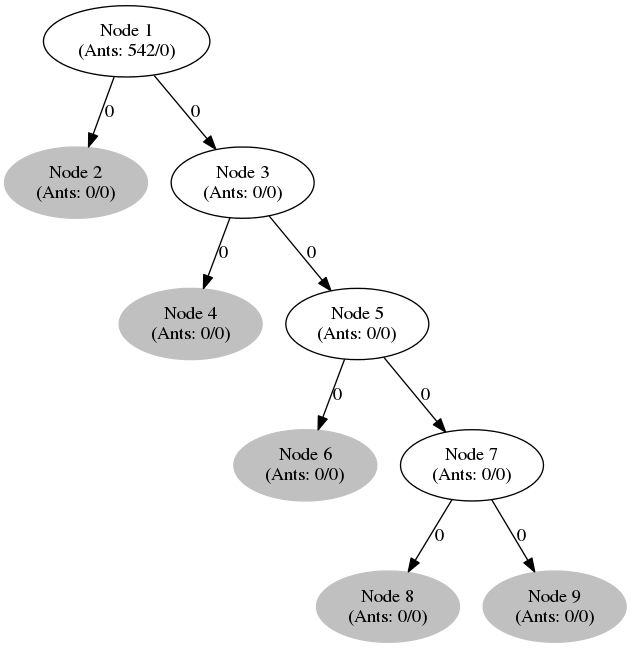 Node 1
(Ants: 542/0)
0
0
Node 2
(Ants: 0/0)
Node 3
(Ants: 0/0)
0
0
Node 4
(Ants: 0/0)
Node 5
(Ants: 0/0)
0
0
Node 6
(Ants: 0/0)
Node 7
(Ants: 0/0)
0
0
Node 8
(Ants: 0/0)
Node 9
(Ants: 0/0)